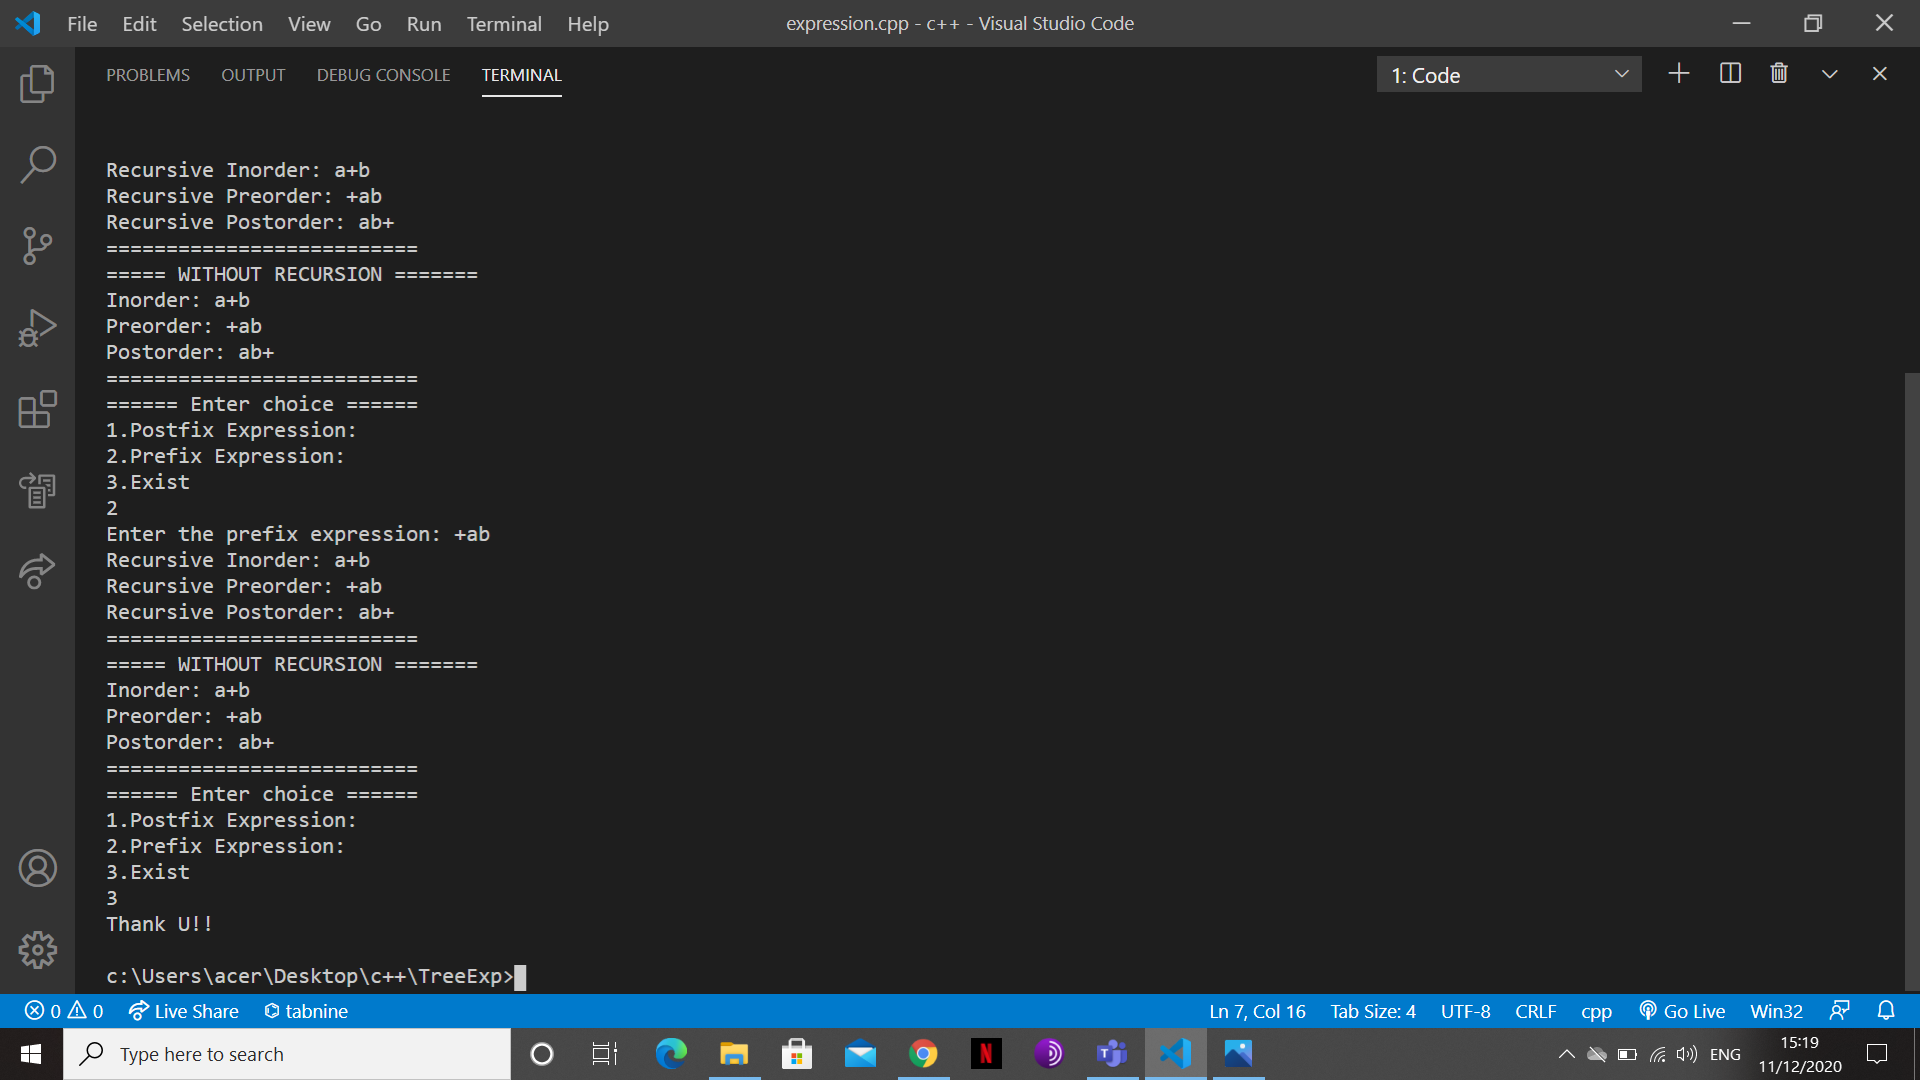 File Edit Selection View Go Run Terminal Help expression.cpp - c++ - Visual Studio Code
PROBLEMS OUTPUT DEBUG CONSOLE TERMINAL 1: Code
Recursive Inorder: a+b
Recursive Preorder: +ab
Recursive Postorder: ab+
==========================
===== WITHOUT RECURSION =======
Inorder: a+b
Preorder: +ab
Postorder: ab+
==========================
====== Enter choice ======
1.Postfix Expression:
2.Prefix Expression:
3.Exist
2
Enter the prefix expression: +ab
Recursive Inorder: a+b
Recursive Preorder: +ab
Recursive Postorder: ab+
==========================
===== WITHOUT RECURSION =======
Inorder: a+b
Preorder: +ab
Postorder: ab+
==========================
====== Enter choice ======
1.Postfix Expression:
2.Prefix Expression:
3.Exist
3
Thank U!!
c:\Users\acer\Desktop\c++\TreeExp>
0 0 Live Share tabnine Ln 7, Col 16 Tab Size: 4 UTF-8 CRLF cpp Go Live Win32
Type here to search N T ENG 15:19
11/12/2020